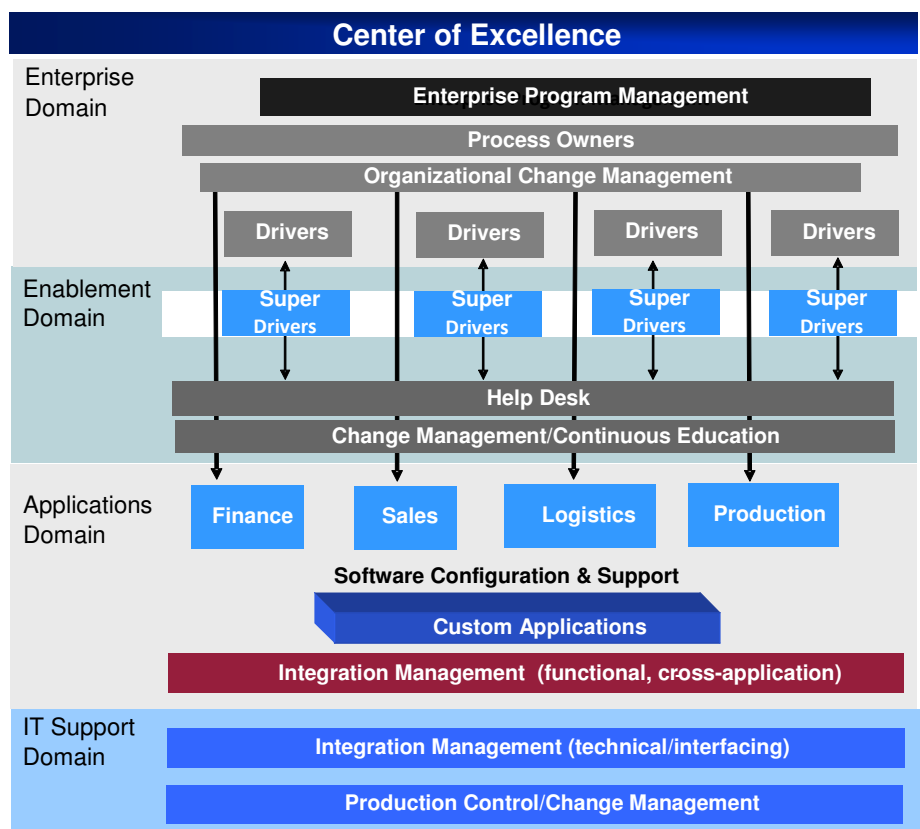 Center of Excellence
Enterprise
Domain
Enterprise Program Management
Process Owners
Organizational Change Management
Drivers
Drivers
Drivers
Drivers
Enablement
Domain
Super
Drivers
Super
Drivers
Super
Drivers
Super
Drivers
Help Desk
Change Management/Continuous Education
Applications
Domain
Finance
Sales
Logistics
Production
Software Configuration & Support
Custom Applications
Integration Management (functional, cross-application)
IT Support
Domain
Integration Management (technical/interfacing)
Production Control/Change Management